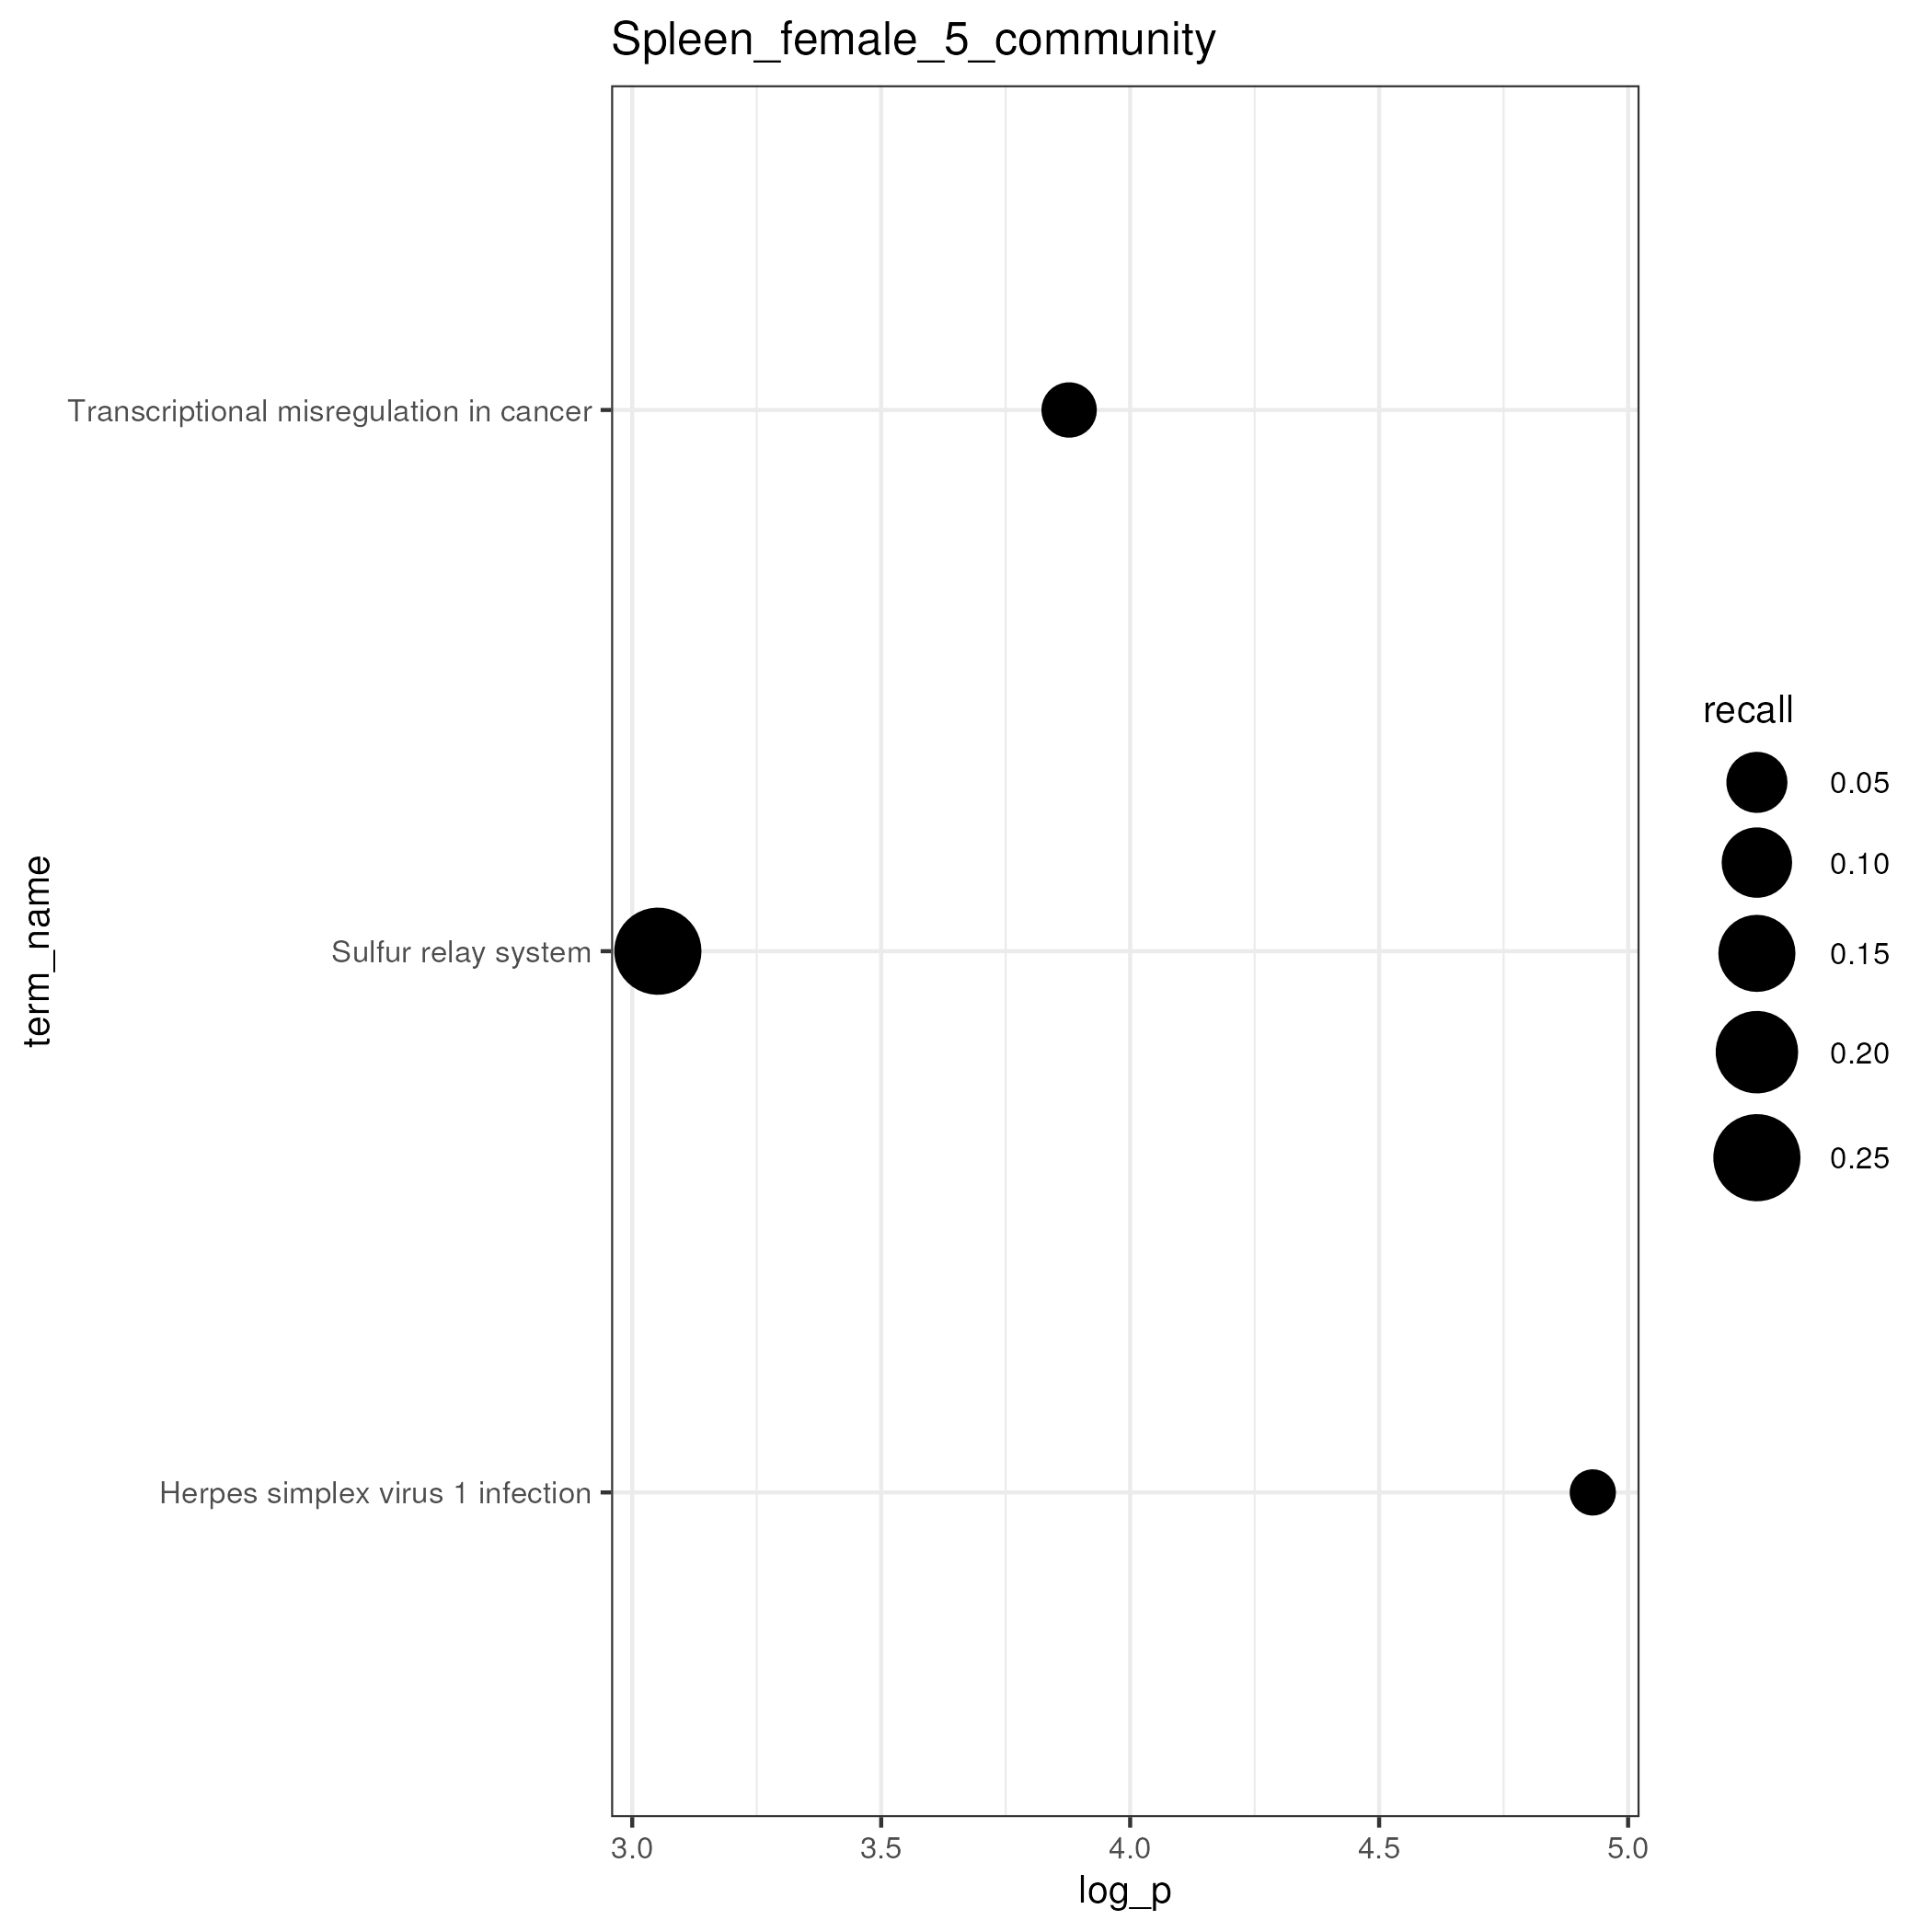 Spleen_female_5_community
term_name
Transcriptional misregulation in cancer
Sulfur relay system
Herpes simplex virus 1 infection
3.0 3.5 4.0 4.5 5.0
log_p
recall
0.05
0.10
0.15
0.20
0.25